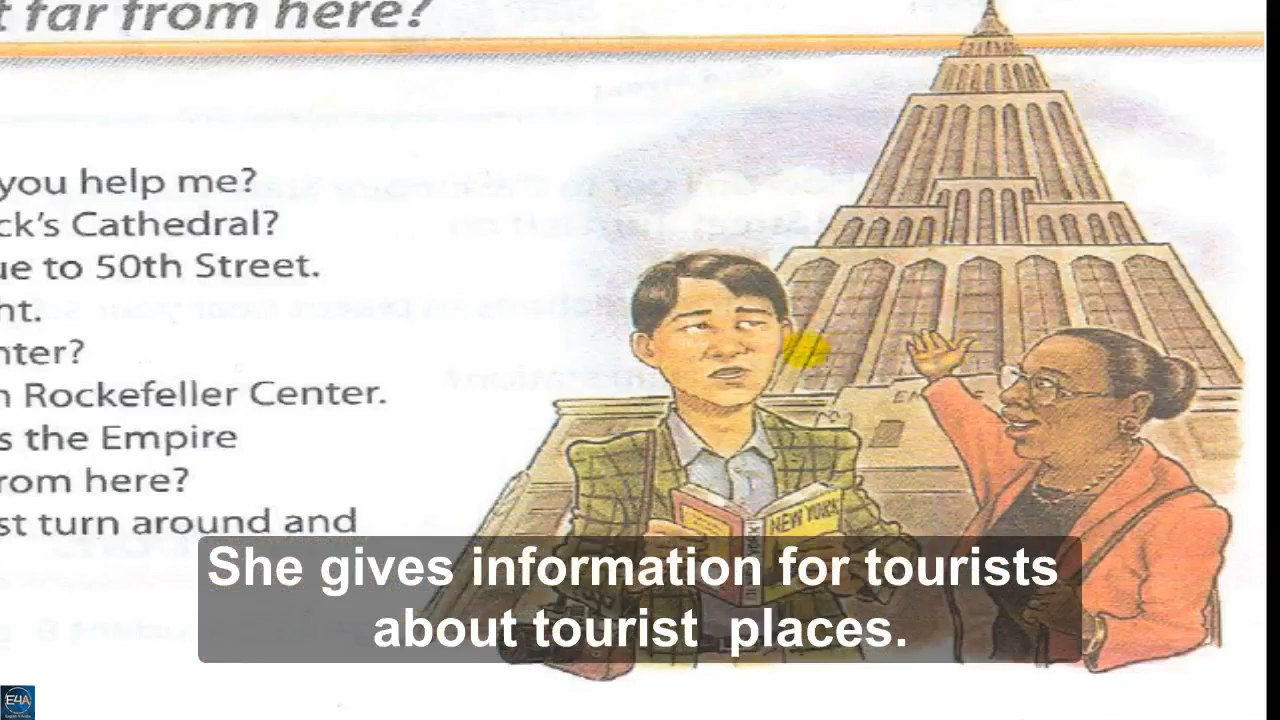 t far from here?
you help me?
ck's Cathedral?
ue to 50th Street.
ht.
nter?
n Rockefeller Center.
s the Empire
rom here?
st turn around and
NEW YORK
She gives information for tourists
about tourist places.
E4A